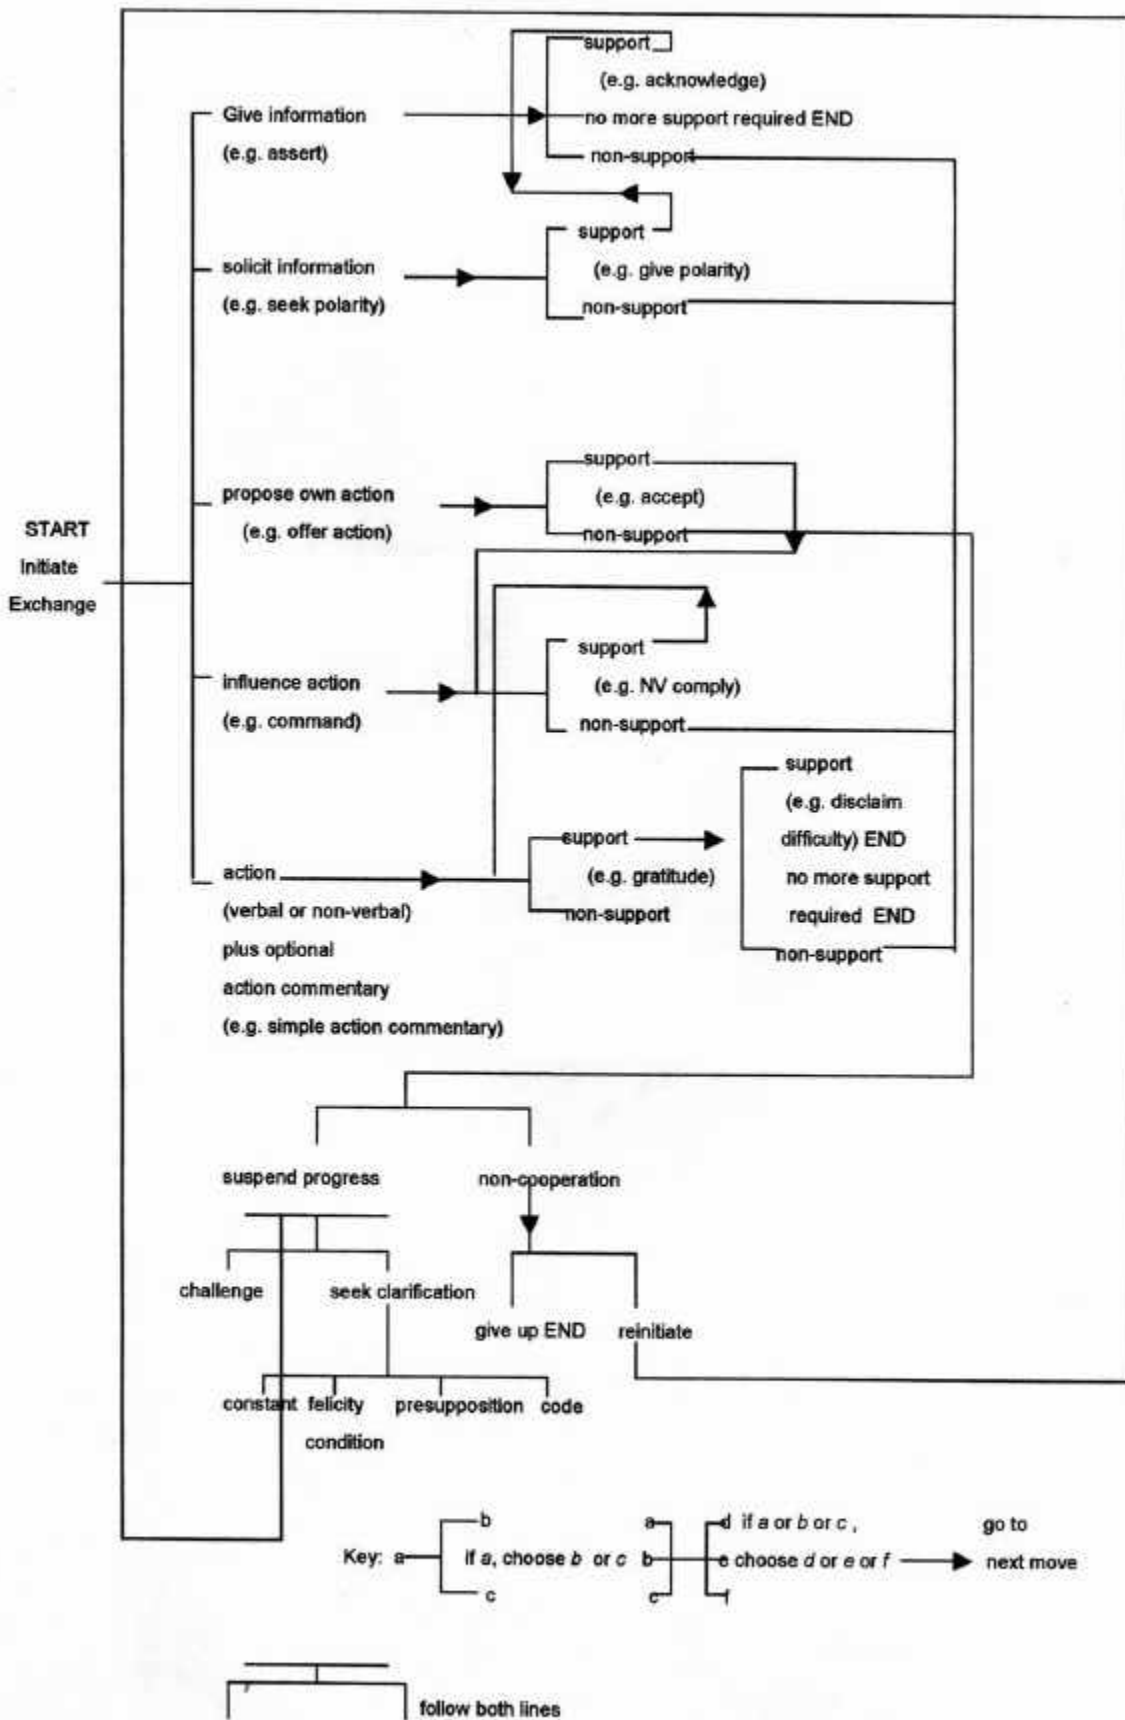 support
(e.g. acknowledge)
Give information
no more support required END
(e.g. assert)
non-support
support
solicit information
(e.g. give polarity)
(e.g. seek polarity)
non-support
support
propose own action
(e.g. accept)
START
(e.g. offer action)
non-support
Initiate
Exchange
support
influence action
(e.g. NV comply)
(e.g. command)
non-support
support
(e.g. disclaim
support
difficulty) END
action
(e.g. gratitude)
no more support
(verbal or non-verbal)
non-support
required END
plus optional
non-support
action commentary
(e.g. simple action commentary)
suspend progress
non-cooperation
challenge
seek clarification
give up END
reinitiate
constant felicity presupposition code
condition
b a d if a or b or c , go to
Key: a if a, choose b or c b e choose d or e or f next move
c c f
follow both lines